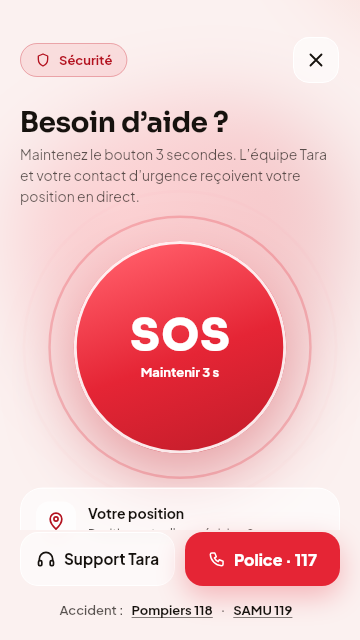 Sécurité
Besoin d’aide ?
Maintenez le bouton 3 secondes. L’équipe Tara
et votre contact d’urgence reçoivent votre
position en direct.
SOS
Maintenir 3 s
Votre position
Support Tara
Police · 117
Accident : Pompiers 118 · SAMU 119